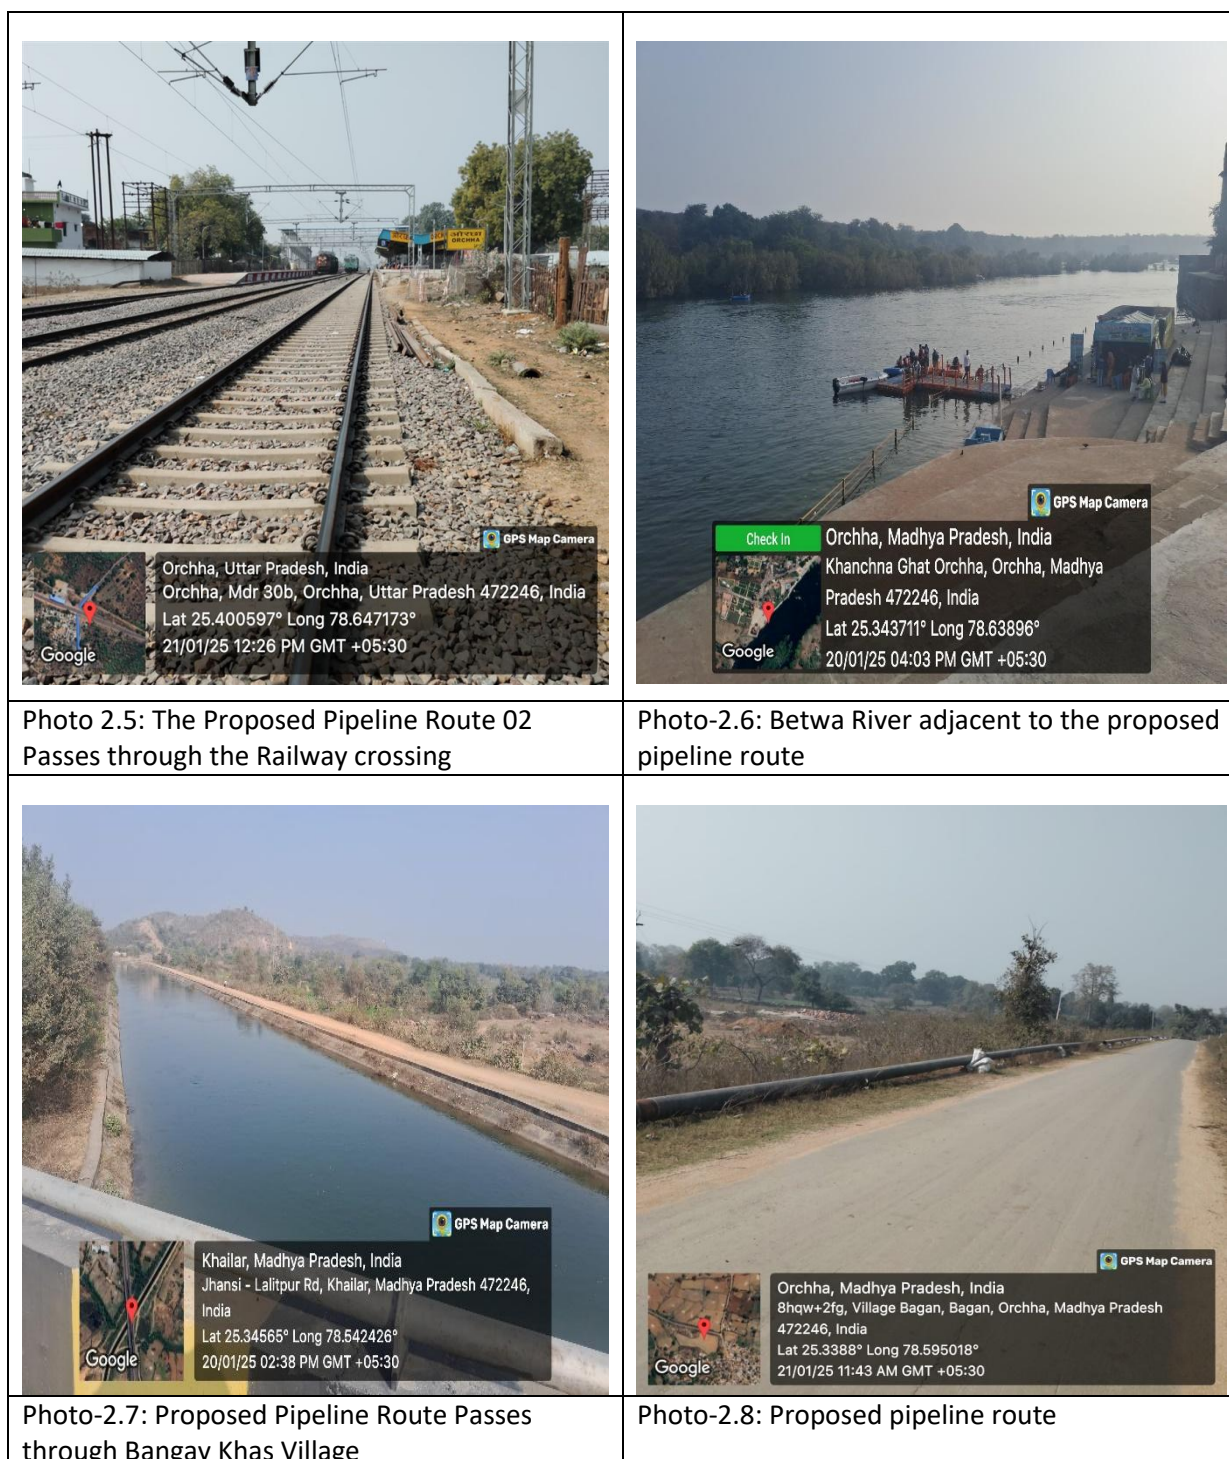 ORCHHA
GPS Map Camera
Google
Orchha, Uttar Pradesh, India
Orchha, Mdr 30b, Orchha, Uttar Pradesh 472246, India
Lat 25.400597° Long 78.647173°
21/01/25 12:26 PM GMT +05:30
Photo 2.5: The Proposed Pipeline Route 02
Passes through the Railway crossing
GPS Map Camera
Check In
Google
Orchha, Madhya Pradesh, India
Khanchna Ghat Orchha, Orchha, Madhya
Pradesh 472246, India
Lat 25.343711° Long 78.63896°
20/01/25 04:03 PM GMT +05:30
Photo-2.6: Betwa River adjacent to the proposed
pipeline route
GPS Map Camera
Google
Khailar, Madhya Pradesh, India
Jhansi - Lalitpur Rd, Khailar, Madhya Pradesh 472246,
India
Lat 25.34565° Long 78.542426°
20/01/25 02:38 PM GMT +05:30
Photo-2.7: Proposed Pipeline Route Passes
through Bangay Khas Village
GPS Map Camera
Google
Orchha, Madhya Pradesh, India
8hqw+2fg, Village Bagan, Bagan, Orchha, Madhya Pradesh
472246, India
Lat 25.3388° Long 78.595018°
21/01/25 11:43 AM GMT +05:30
Photo-2.8: Proposed pipeline route